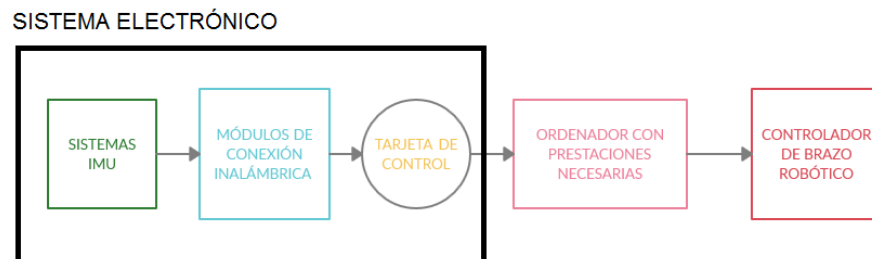 SISTEMA ELECTRÓNICO
SISTEMAS
IMU
MÓDULOS DE
CONEXIÓN
INALÁMBRICA
TARJETA DE
CONTROL
ORDENADOR CON
PRESTACIONES
NECESARIAS
CONTROLADOR
DE BRAZO
ROBÓTICO